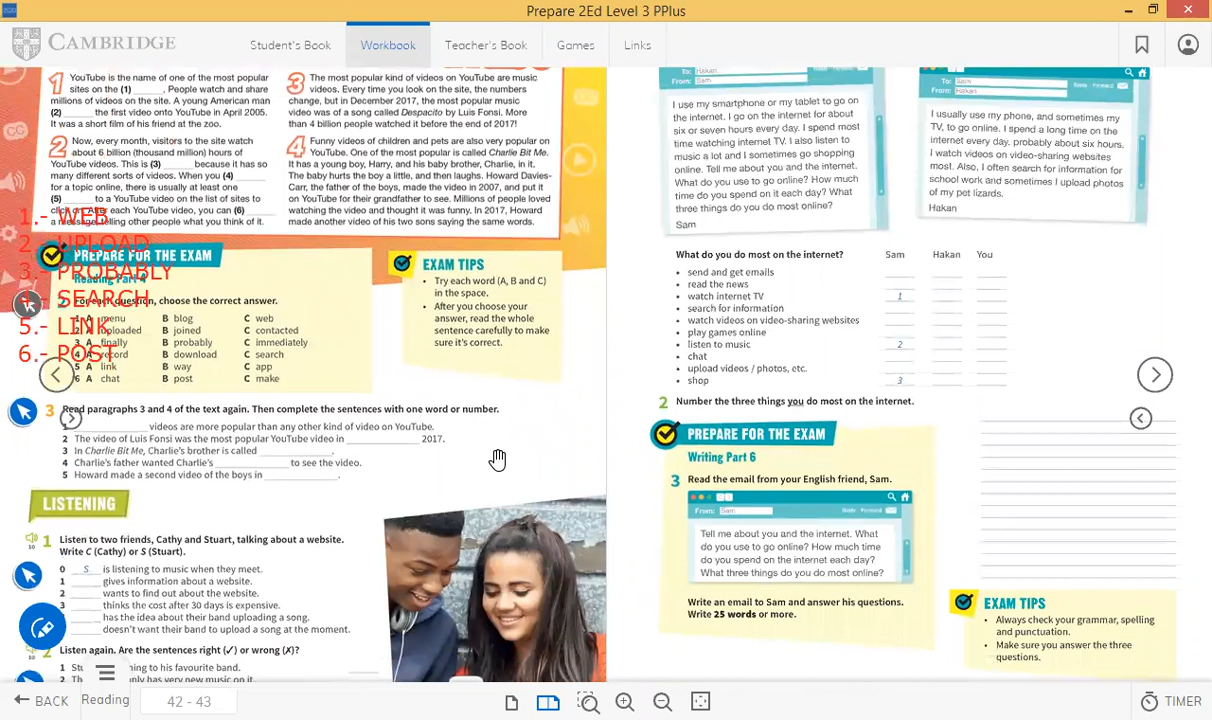 Prepare 2Ed Level 3 PPlus
CAMBRIDGE
Student's Book
Workbook
Teacher's Book
Games
Links
1 YouTube is the name of one of the most popular
sites on the (1) ____. People watch and share
millions of videos on the site. A young American man
(2) ____ the first video onto YouTube in April 2005.
It was a short film of his friend at the zoo.
2 Now, every month, visitors to the site watch
about 6 billion (thousand million) hours of
YouTube videos. This is (3) ____ because it has so
many different sorts of videos. When you (4) ____
for a topic online, there is usually at least one
(5) ____ to a YouTube video on the list of sites to
each YouTube video, you can (6) ____
telling other people what you think of it.
3 The most popular kind of videos on YouTube are music
videos. Every time you look on the site, the numbers
change, but in December 2017, the most popular music
video was of a song called Despacito by Luis Fonsi. More
than 4 billion people watched it before the end of 2017!
4 Funny videos of children and pets are also very popular on
YouTube. One of the most popular is called Charlie Bit Me.
It has a young boy, Harry, and his baby brother, Charlie, in it.
The baby hurts the boy a little, and then laughs. Howard Davies-
Carr, the father of the boys, made the video in 2007, and put it
on YouTube for their grandfather to see. Millions of people loved
watching the video and thought it was funny. In 2017, Howard
made another video of his two sons saying the same words.
1.- WEB
2.- UPLOAD
3.- PROBABLY
4.- SEARCH
5.- LINK
6.- POST
PREPARE FOR THE EXAM
Reading Part 4
2 For each question, choose the correct answer.
1 A menu B blog C web
2 A uploaded B joined C contacted
3 A finally B probably C immediately
4 A record B download C search
5 A link B way C app
6 A chat B post C make
EXAM TIPS
• Try each word (A, B and C)
in the space.
• After you choose your
answer, read the whole
sentence carefully to make
sure it's correct.
3 Read paragraphs 3 and 4 of the text again. Then complete the sentences with one word or number.
1 ____ videos are more popular than any other kind of video on YouTube.
2 The video of Luis Fonsi was the most popular YouTube video in ____ 2017.
3 In Charlie Bit Me, Charlie's brother is called ____.
4 Charlie's father wanted Charlie's ____ to see the video.
5 Howard made a second video of the boys in ____.
LISTENING
1 Listen to two friends, Cathy and Stuart, talking about a website.
Write C (Cathy) or S (Stuart).
0 S is listening to music when they meet.
1 ____ gives information about a website.
2 ____ wants to find out about the website.
3 ____ thinks the cost after 30 days is expensive.
____ has the idea about their band uploading a song.
____ doesn't want their band to upload a song at the moment.
2 Listen again. Are the sentences right (✓) or wrong (✗)?
To: Hakan
From: Sam
I use my smartphone or my tablet to go on
the internet. I go on the internet for about
six or seven hours every day. I spend most
time watching internet TV. I also listen to
music a lot and I sometimes go shopping
online. Tell me about you and the internet.
What do you use to go online? How much
time do you spend on it each day? What
three things do you do most online?
Sam
To: Sam
From: Hakan
I usually use my phone, and sometimes my
TV, to go online. I spend a long time on the
internet every day, probably about six hours.
I watch videos on video-sharing websites
most. Also, I often search for information for
school work and sometimes I upload photos
of my pet lizards.
Hakan
What do you do most on the internet? Sam Hakan You
• send and get emails
• read the news
• watch internet TV 1
• search for information
• watch videos on video-sharing websites
• play games online
• listen to music 2
• chat
• upload videos / photos, etc.
• shop 3
2 Number the three things you do most on the internet.
PREPARE FOR THE EXAM
Writing Part 6
3 Read the email from your English friend, Sam.
From: Sam
Tell me about you and the internet. What
do you use to go online? How much time
do you spend on the internet each day?
What three things do you do most online?
Write an email to Sam and answer his questions.
Write 25 words or more.
EXAM TIPS
• Always check your grammar, spelling
and punctuation.
• Make sure you answer the three
questions.
BACK
Reading
42 - 43
TIMER